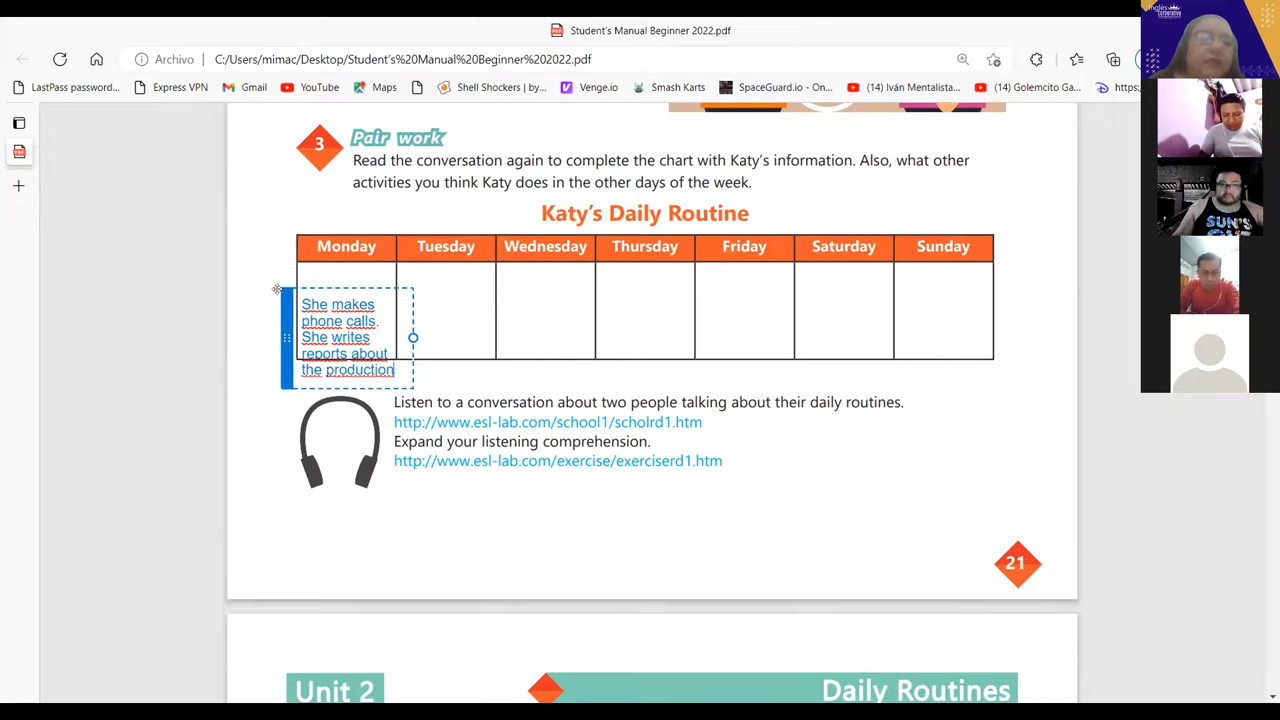 Student's Manual Beginner 2022.pdf
Archivo C:/Users/mimac/Desktop/Student's%20Manual%20Beginner%202022.pdf
LastPass password... Express VPN Gmail YouTube Maps Shell Shockers | by... Venge.io Smash Karts SpaceGuard.io - On... (14) Iván Mentalista... (14) Golemcito Ga... https:
Inglés
Corporativo
3 Pair work
Read the conversation again to complete the chart with Katy's information. Also, what other
activities you think Katy does in the other days of the week.
SUN'S
Katy's Daily Routine
Monday Tuesday Wednesday Thursday Friday Saturday Sunday
She makes
phone calls.
She writes
reports about
the production
Listen to a conversation about two people talking about their daily routines.
http://www.esl-lab.com/school1/scholrd1.htm
Expand your listening comprehension.
http://www.esl-lab.com/exercise/exerciserd1.htm
21
Unit 2 Daily Routines